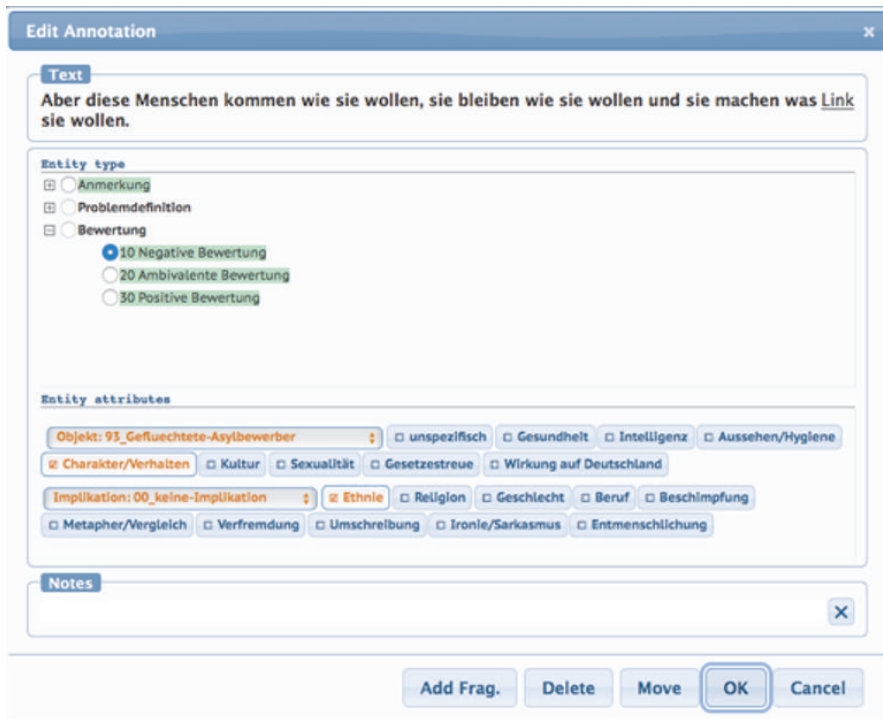 Edit Annotation
Text
Aber diese Menschen kommen wie sie wollen, sie bleiben wie sie wollen und sie machen was Link
sie wollen.
Entity type
Anmerkung
Problemdefinition
Bewertung
10 Negative Bewertung
20 Ambivalente Bewertung
30 Positive Bewertung
Entity attributes
Objekt: 93_Gefluechtete-Asylbewerber unspezifisch Gesundheit Intelligenz Aussehen/Hygiene
Charakter/Verhalten Kultur Sexualität Gesetzestreue Wirkung auf Deutschland
Implikation: 00_keine-Implikation Ethnie Religion Geschlecht Beruf Beschimpfung
Metapher/Vergleich Verfremdung Umschreibung Ironie/Sarkasmus Entmenschlichung
Notes
Add Frag. Delete Move OK Cancel